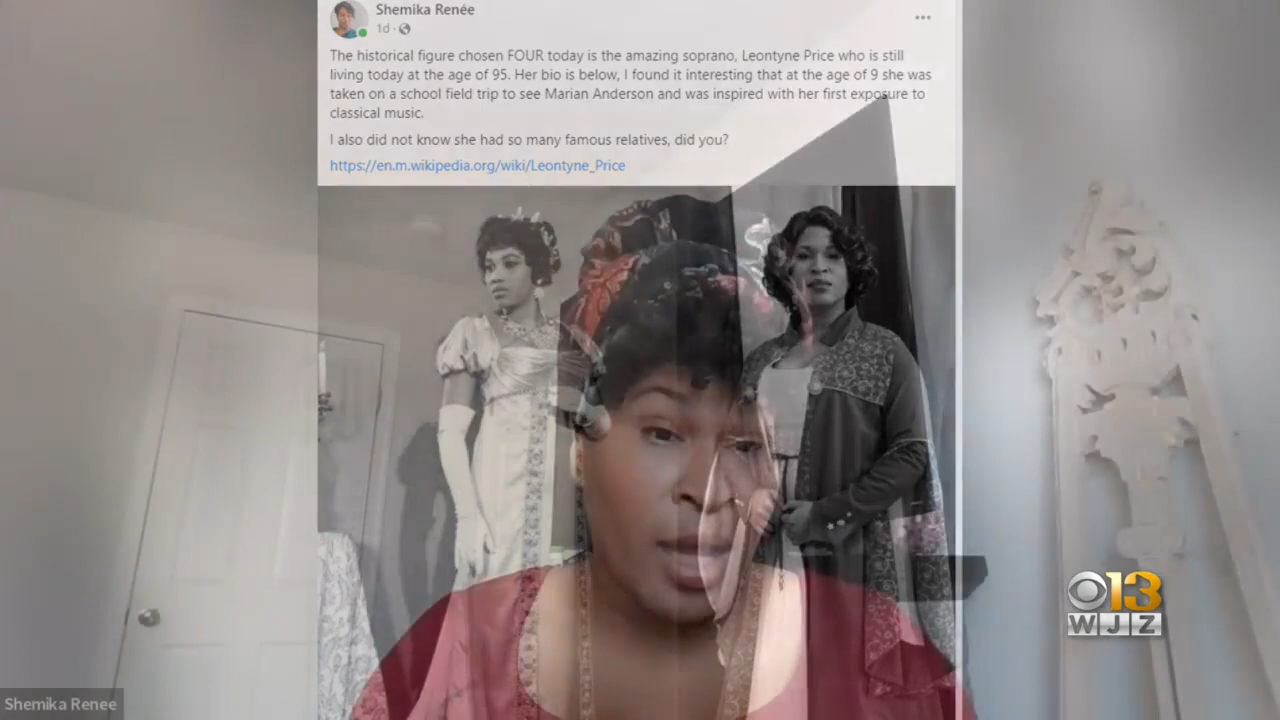 Shemika Renée
1d ·
The historical figure chosen FOUR today is the amazing soprano, Leontyne Price who is still
living today at the age of 95. Her bio is below, I found it interesting that at the age of 9 she was
taken on a school field trip to see Marian Anderson and was inspired with her first exposure to
classical music.
I also did not know she had so many famous relatives, did you?
https://en.m.wikipedia.org/wiki/Leontyne_Price
13
WJZ
Shemika Renee